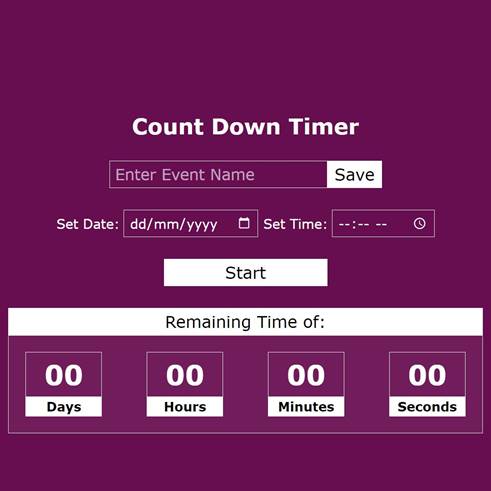 Count Down Timer
Enter Event Name Save
Set Date: dd/mm/yyyy Set Time: --:-- --
Start
Remaining Time of:
00 00 00 00
Days Hours Minutes Seconds